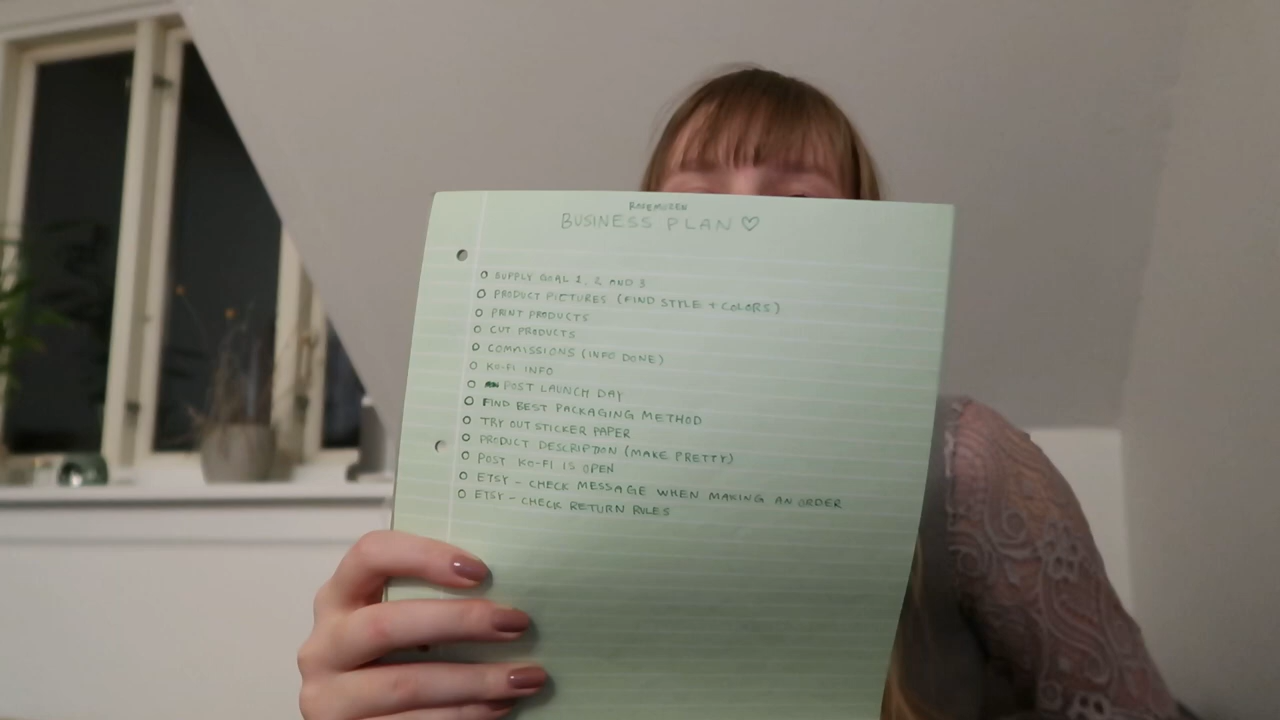 ROSEMUZEN
BUSINESS PLAN ♡
SUPPLY GOAL 1, 2 AND 3
PRODUCT PICTURES (FIND STYLE + COLORS)
PRINT PRODUCTS
CUT PRODUCTS
COMMISSIONS (INFO DONE)
KO-FI INFO
POST LAUNCH DAY
FIND BEST PACKAGING METHOD
TRY OUT STICKER PAPER
PRODUCT DESCRIPTION (MAKE PRETTY)
POST KO-FI IS OPEN
ETSY - CHECK MESSAGE WHEN MAKING AN ORDER
ETSY - CHECK RETURN RULES